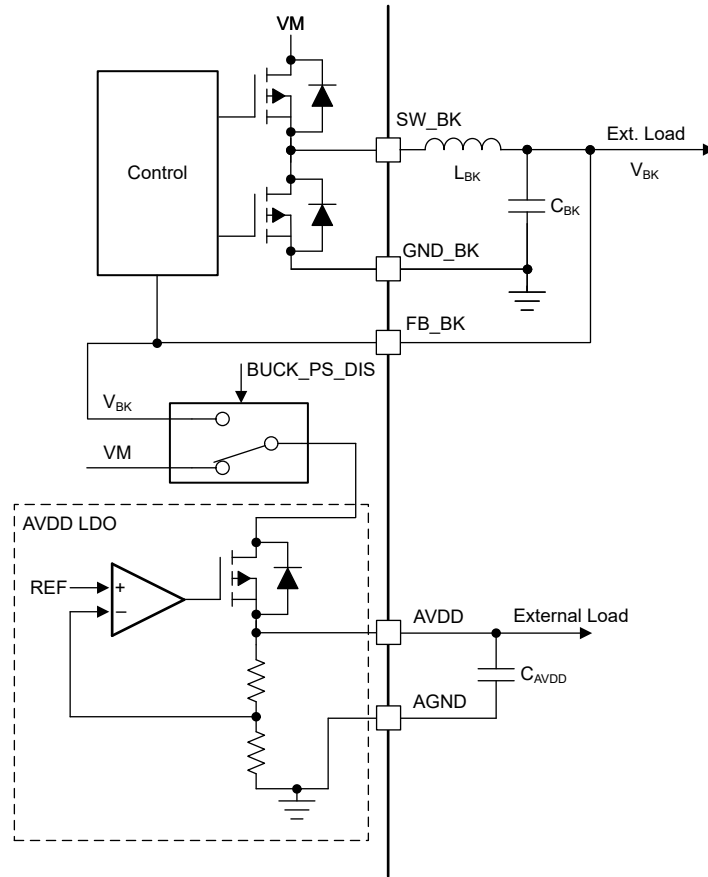 VM
SW_BK
Ext. Load
Control
L_BK
V_BK
C_BK
GND_BK
FB_BK
BUCK_PS_DIS
V_BK
VM
AVDD LDO
REF
+
–
AVDD
External Load
C_AVDD
AGND